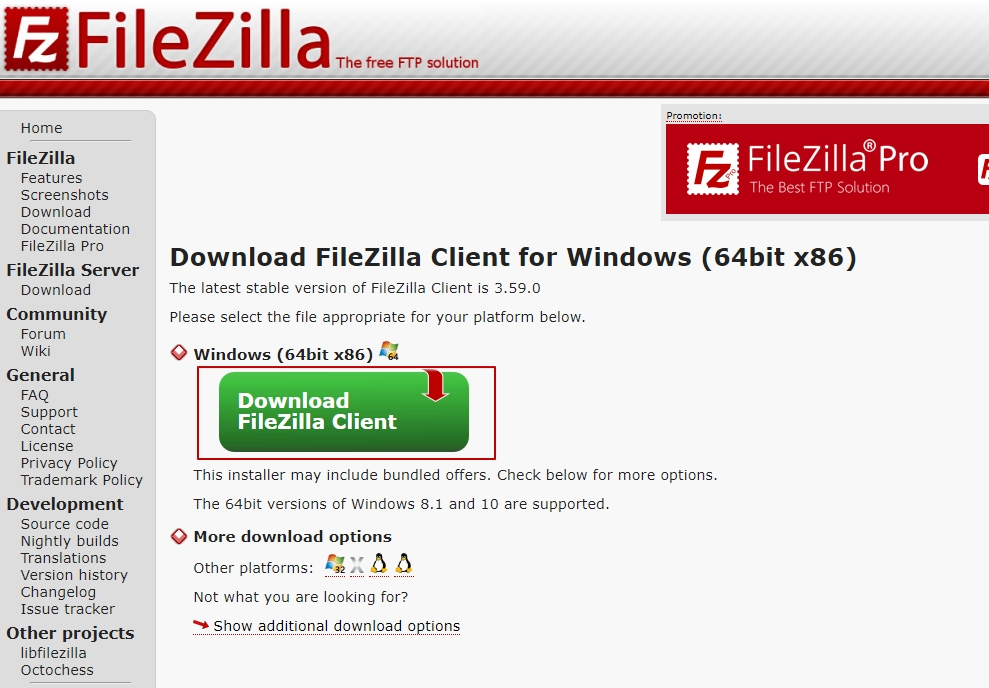 FileZilla The free FTP solution
Home
FileZilla
Features
Screenshots
Download
Documentation
FileZilla Pro
FileZilla Server
Download
Community
Forum
Wiki
General
FAQ
Support
Contact
License
Privacy Policy
Trademark Policy
Development
Source code
Nightly builds
Translations
Version history
Changelog
Issue tracker
Other projects
libfilezilla
Octochess
Promotion:
FileZilla® Pro
The Best FTP Solution
Download FileZilla Client for Windows (64bit x86)
The latest stable version of FileZilla Client is 3.59.0
Please select the file appropriate for your platform below.
Windows (64bit x86) 64
Download
FileZilla Client
This installer may include bundled offers. Check below for more options.
The 64bit versions of Windows 8.1 and 10 are supported.
More download options
Other platforms: 32
Not what you are looking for?
Show additional download options